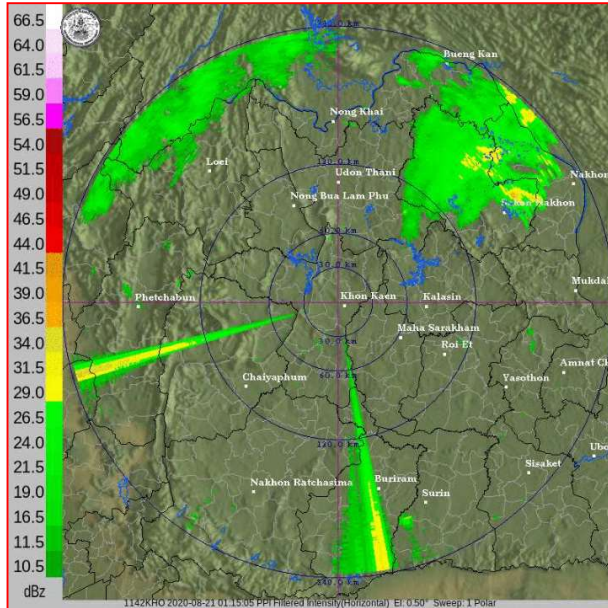 66.5
64.0
61.5
59.0
56.5
54.0
51.5
49.0
46.5
44.0
41.5
39.0
36.5
34.0
31.5
29.0
26.5
24.0
21.5
19.0
16.5
14.0
11.5
10.5
dBz
Bueng Kan
Nong Khai
Loei
Udon Thani
Nakhon
Nong Bua Lam Phu
Nakhon
Mukdah
Phetchabun
Khon Kaen
Kalasin
Maha Sarakham
Roi Et
Amnat Ch
Chaiyaphum
Yasothon
Sisaket
Ubo
Nakhon Ratchasima
Buriram
Surin
1142KHO 2020-08-21 01:15:05 PPI Filtered Intensity(Horizontal) El: 0.50° Sweep: 1 Polar